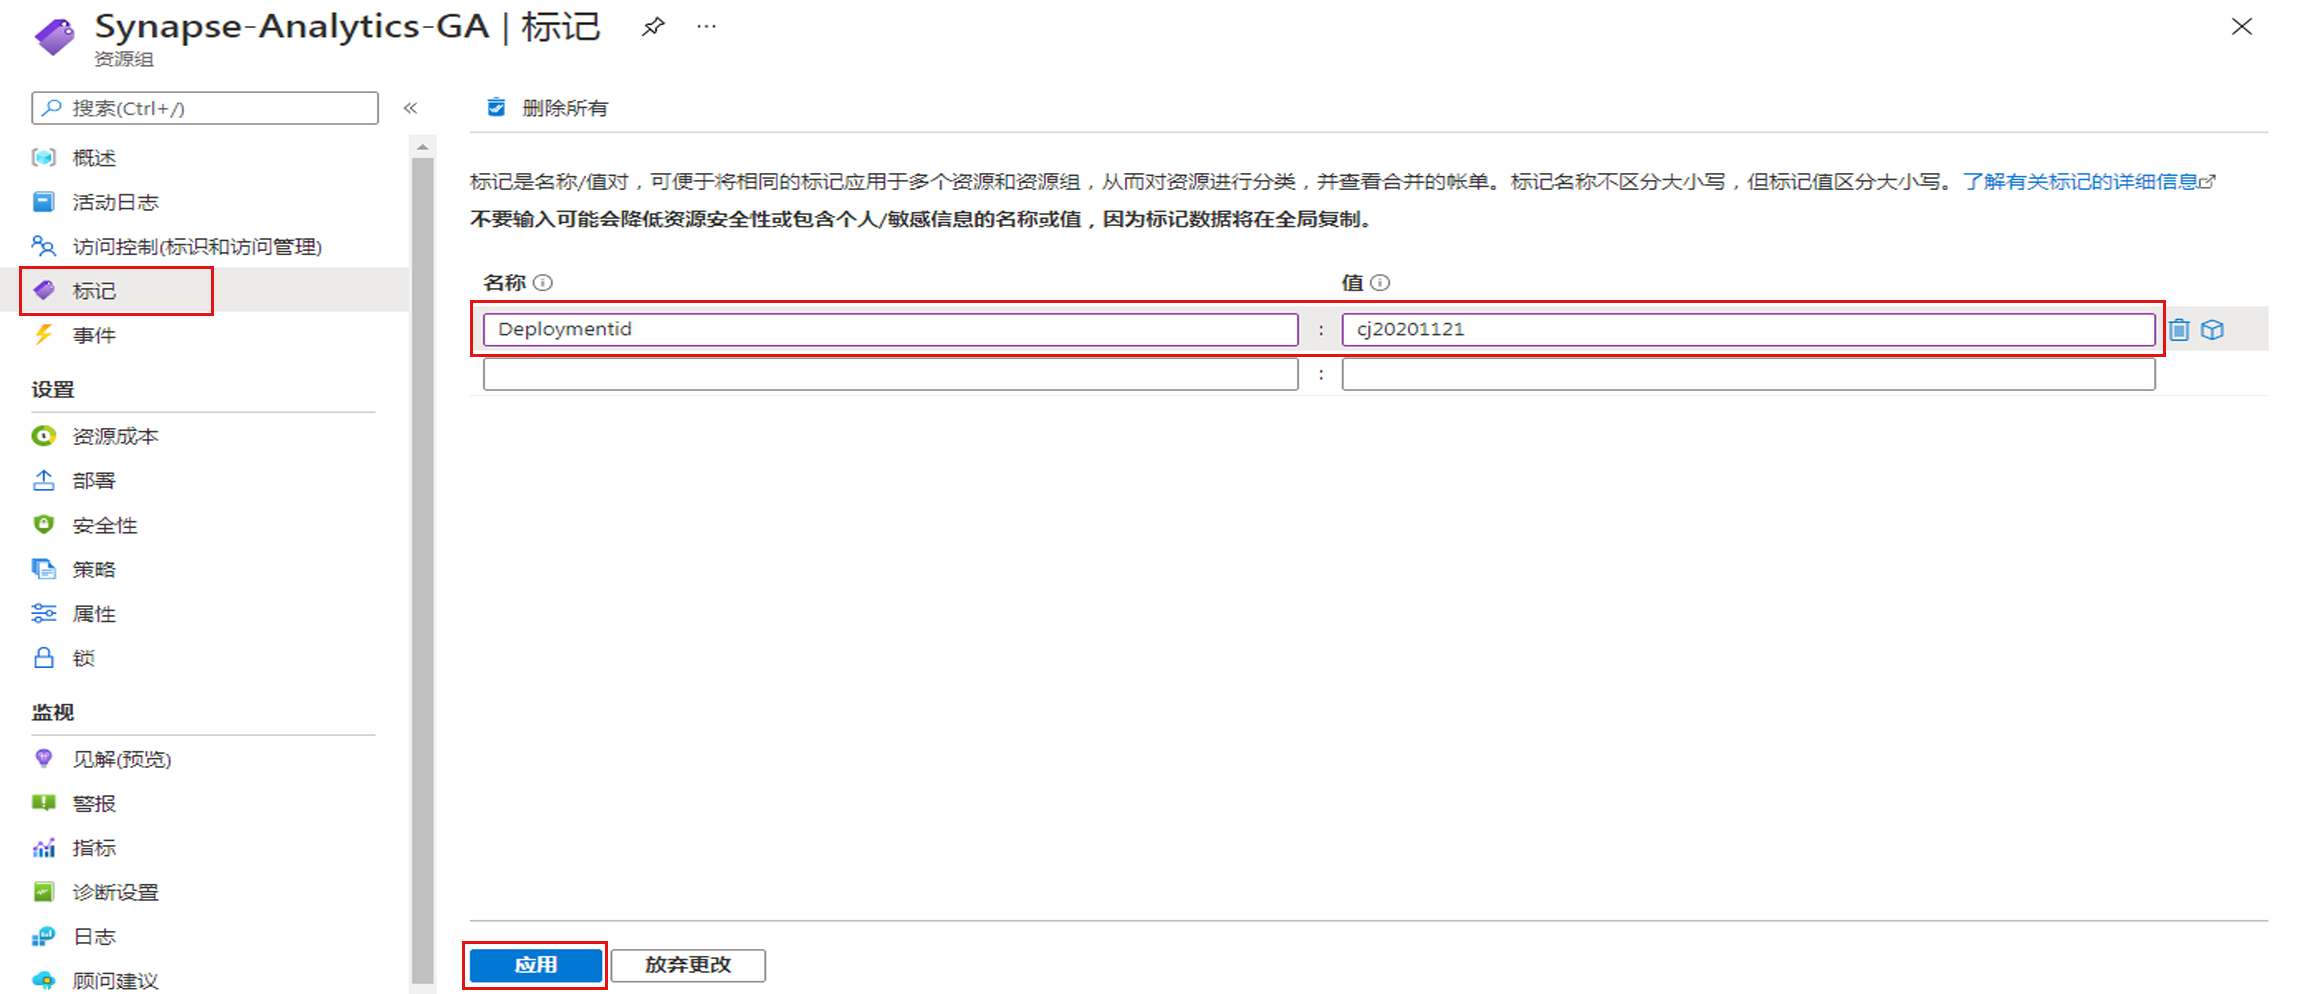 Synapse-Analytics-GA | 标记
资源组
搜索(Ctrl+/)
概述
活动日志
访问控制(标识和访问管理)
标记
事件
设置
资源成本
部署
安全性
策略
属性
锁
监视
见解(预览)
警报
指标
诊断设置
日志
顾问建议
删除所有
标记是名称/值对，可便于将相同的标记应用于多个资源和资源组，从而对资源进行分类，并查看合并的帐单。标记名称不区分大小写，但标记值区分大小写。了解有关标记的详细信息
不要输入可能会降低资源安全性或包含个人/敏感信息的名称或值，因为标记数据将在全局复制。
名称 值
Deploymentid : cj20201121
:
应用 放弃更改